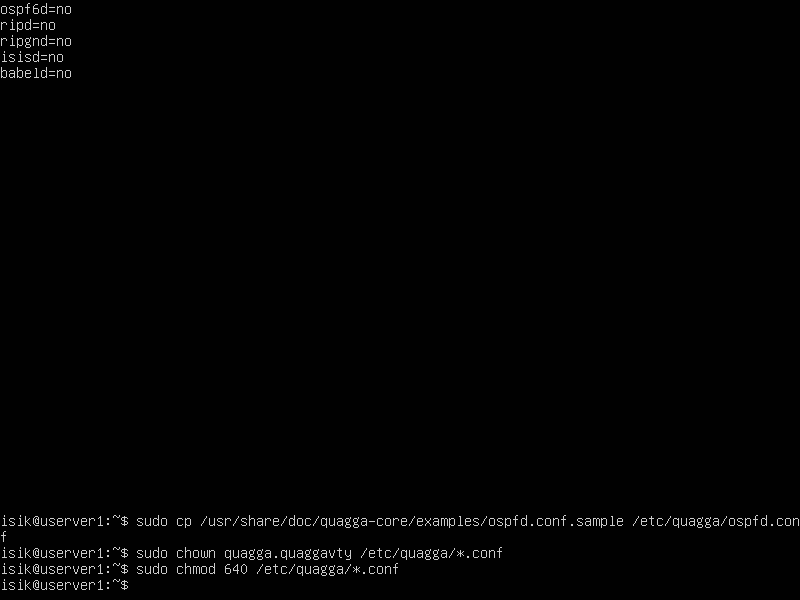 ospf6d=no
ripd=no
ripgnd=no
isisd=no
babeld=no
isik@userver1:~$ sudo cp /usr/share/doc/quagga-core/examples/ospfd.conf.sample /etc/quagga/ospfd.con
f
isik@userver1:~$ sudo chown quagga.quaggavty /etc/quagga/*.conf
isik@userver1:~$ sudo chmod 640 /etc/quagga/*.conf
isik@userver1:~$